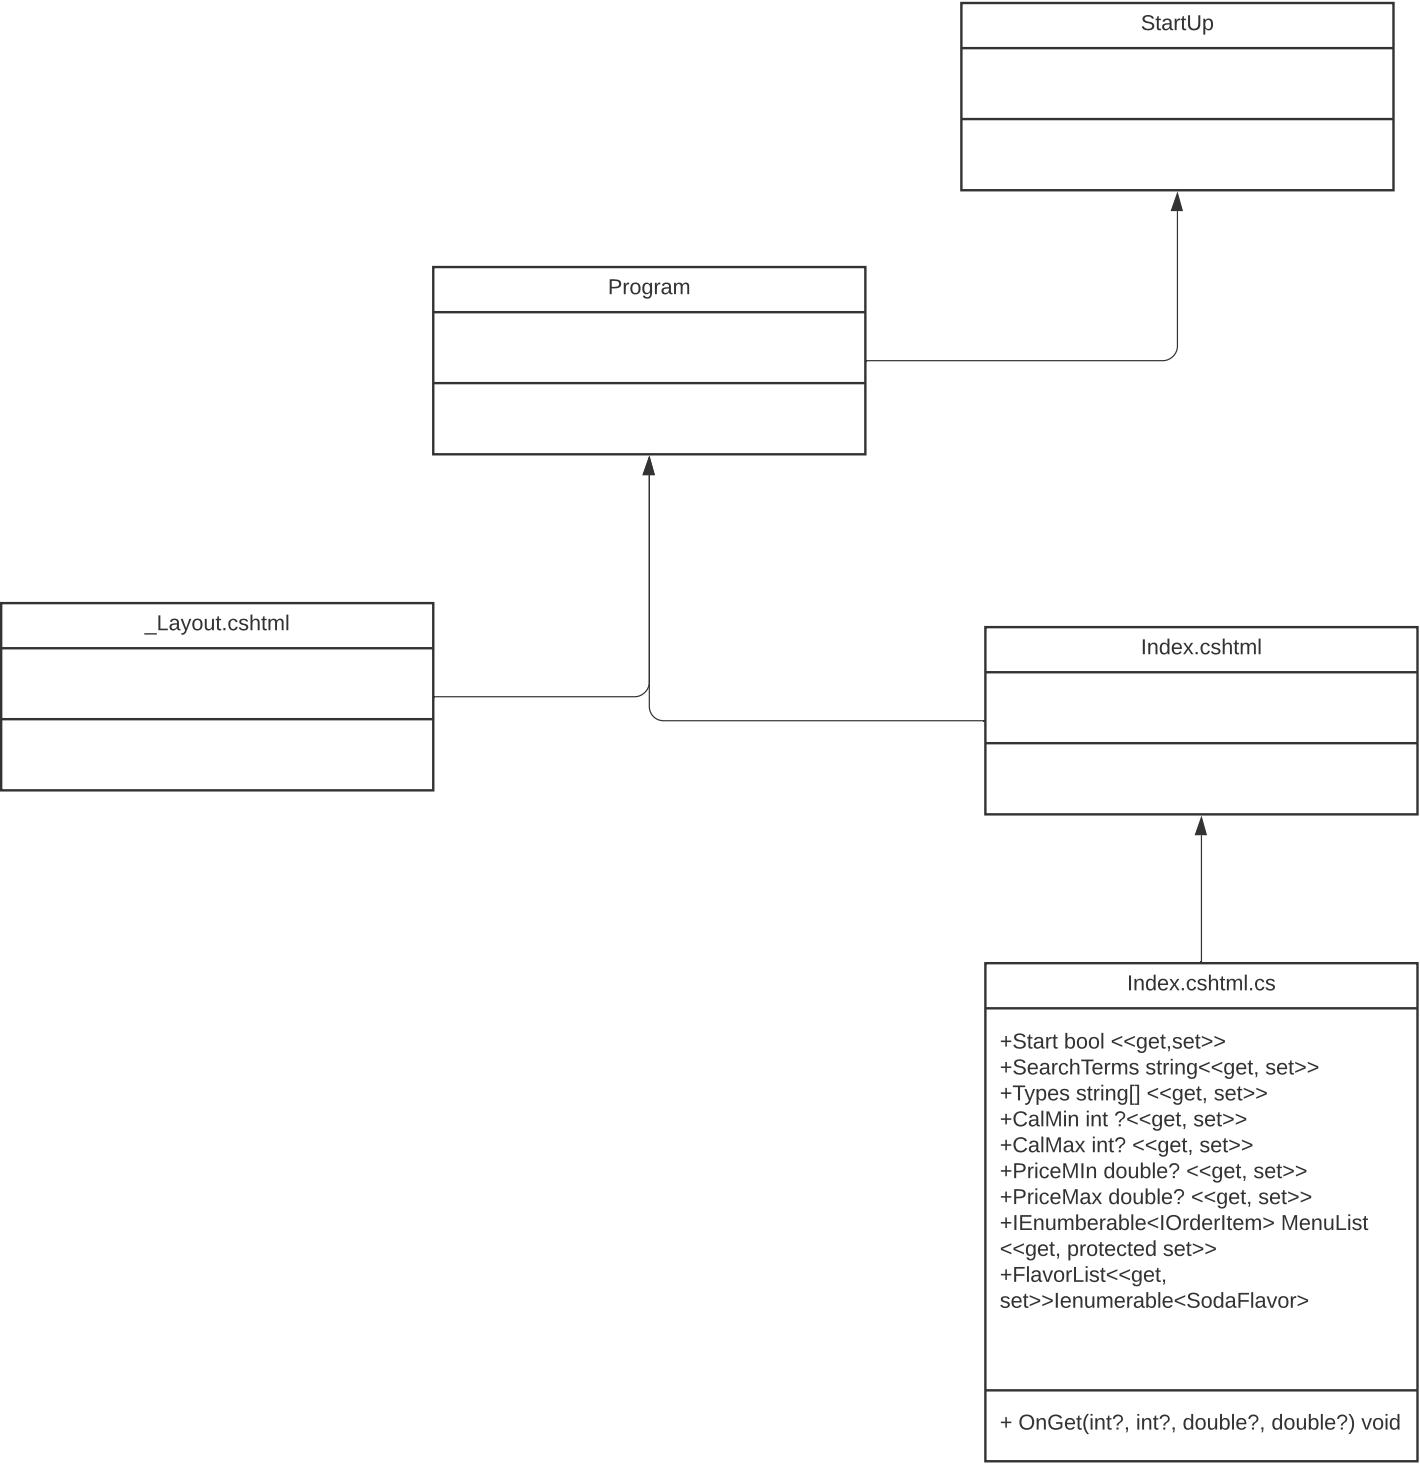 StartUp
Program
_Layout.cshtml
Index.cshtml
Index.cshtml.cs
+Start bool <<get,set>>
+SearchTerms string<<get, set>>
+Types string[] <<get, set>>
+CalMin int ?<<get, set>>
+CalMax int? <<get, set>>
+PriceMIn double? <<get, set>>
+PriceMax double? <<get, set>>
+IEnumberable<IOrderItem> MenuList
<<get, protected set>>
+FlavorList<<get,
set>>Ienumerable<SodaFlavor>
+ OnGet(int?, int?, double?, double?) void